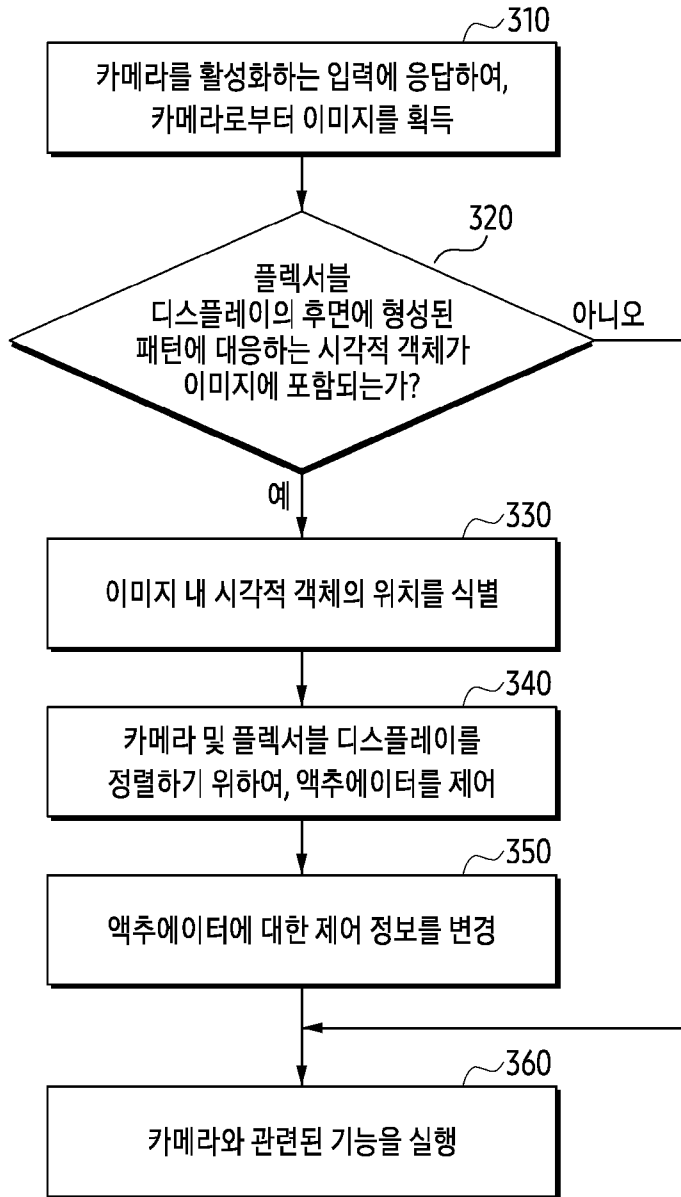 310
카메라를 활성화하는 입력에 응답하여,
카메라로부터 이미지를 획득
320
플렉서블
디스플레이의 후면에 형성된
패턴에 대응하는 시각적 객체가
이미지에 포함되는가?
아니오
예
330
이미지 내 시각적 객체의 위치를 식별
340
카메라 및 플렉서블 디스플레이를
정렬하기 위하여, 액추에이터를 제어
350
액추에이터에 대한 제어 정보를 변경
360
카메라와 관련된 기능을 실행